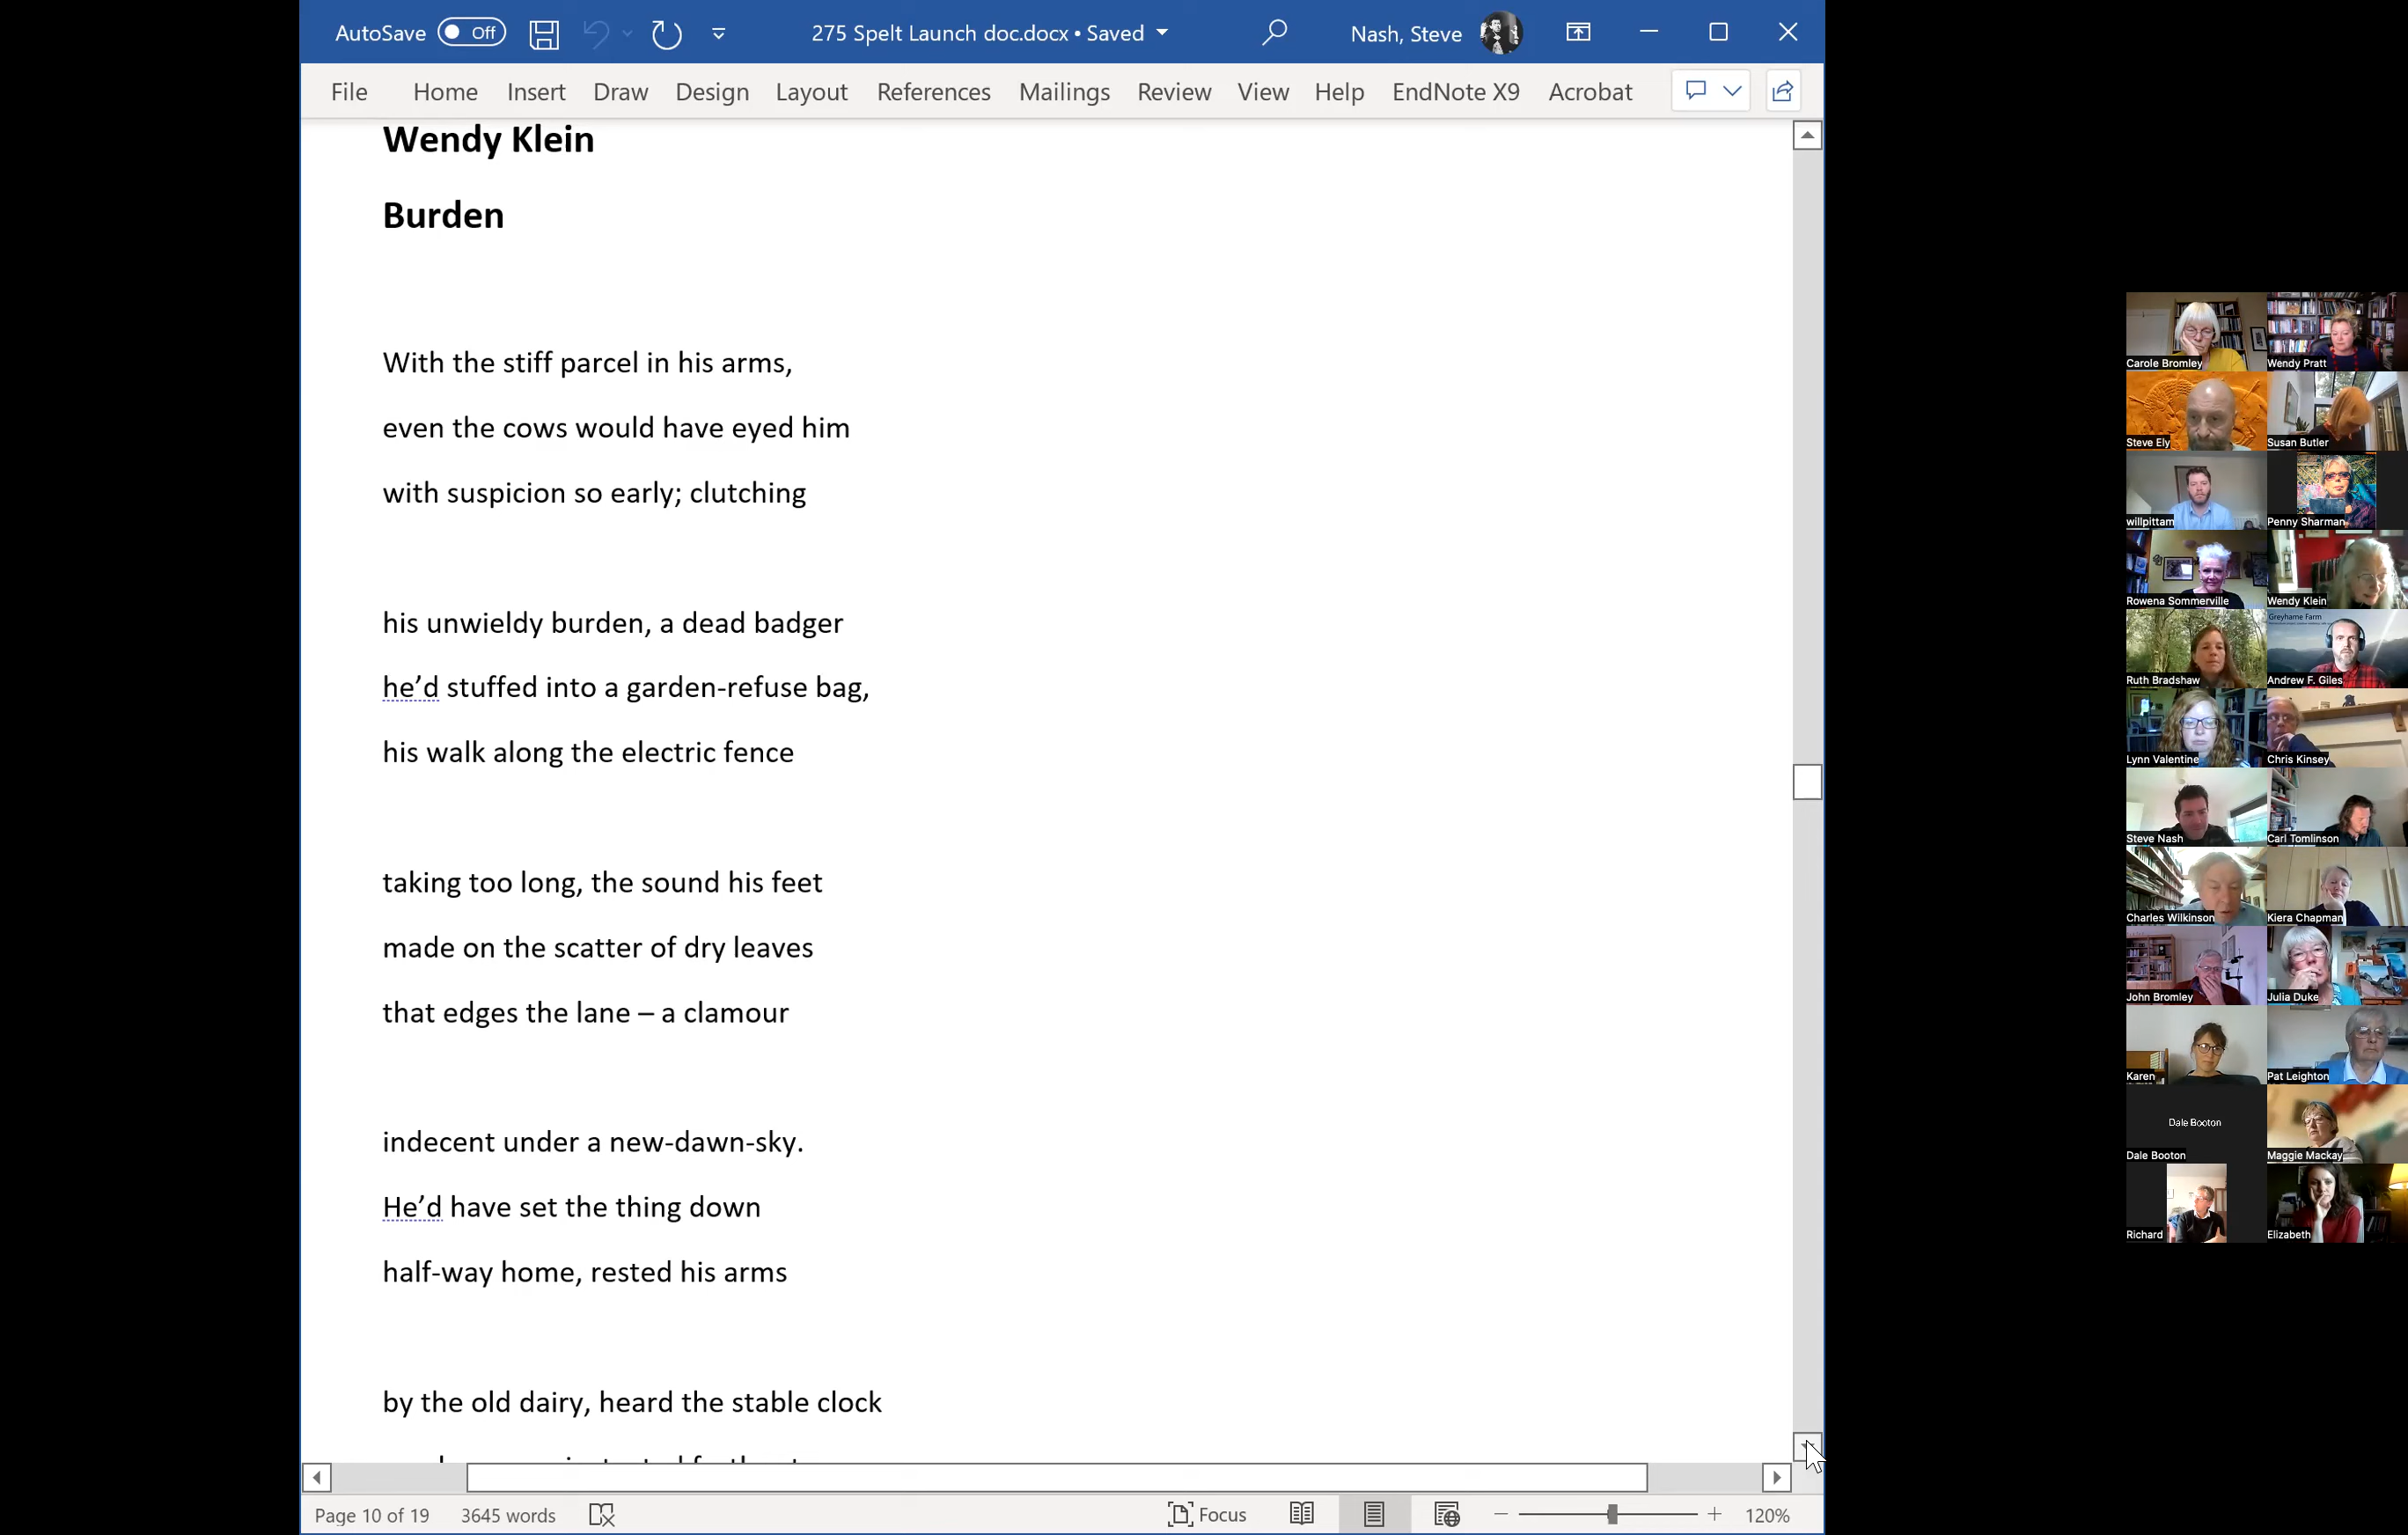 AutoSave Off 275 Spelt Launch doc.docx • Saved Nash, Steve
File Home Insert Draw Design Layout References Mailings Review View Help EndNote X9 Acrobat
Wendy Klein
Burden
With the stiff parcel in his arms,
even the cows would have eyed him
with suspicion so early; clutching
his unwieldy burden, a dead badger
he’d stuffed into a garden-refuse bag,
his walk along the electric fence
taking too long, the sound his feet
made on the scatter of dry leaves
that edges the lane – a clamour
indecent under a new-dawn-sky.
He’d have set the thing down
half-way home, rested his arms
by the old dairy, heard the stable clock
Page 10 of 19 3645 words Focus 120%
Carole Bromley Wendy Pratt
Steve Ely Susan Butler
willpittam Penny Sharman
Rowena Sommerville Wendy Klein
Greyhame Farm
Ruth Bradshaw Andrew F. Giles
Lynn Valentine Chris Kinsey
Steve Nash Carl Tomlinson
Charles Wilkinson Kiera Chapman
John Bromley Julia Duke
Karen Pat Leighton
Dale Booton
Dale Booton Maggie Mackay
Richard Elizabeth